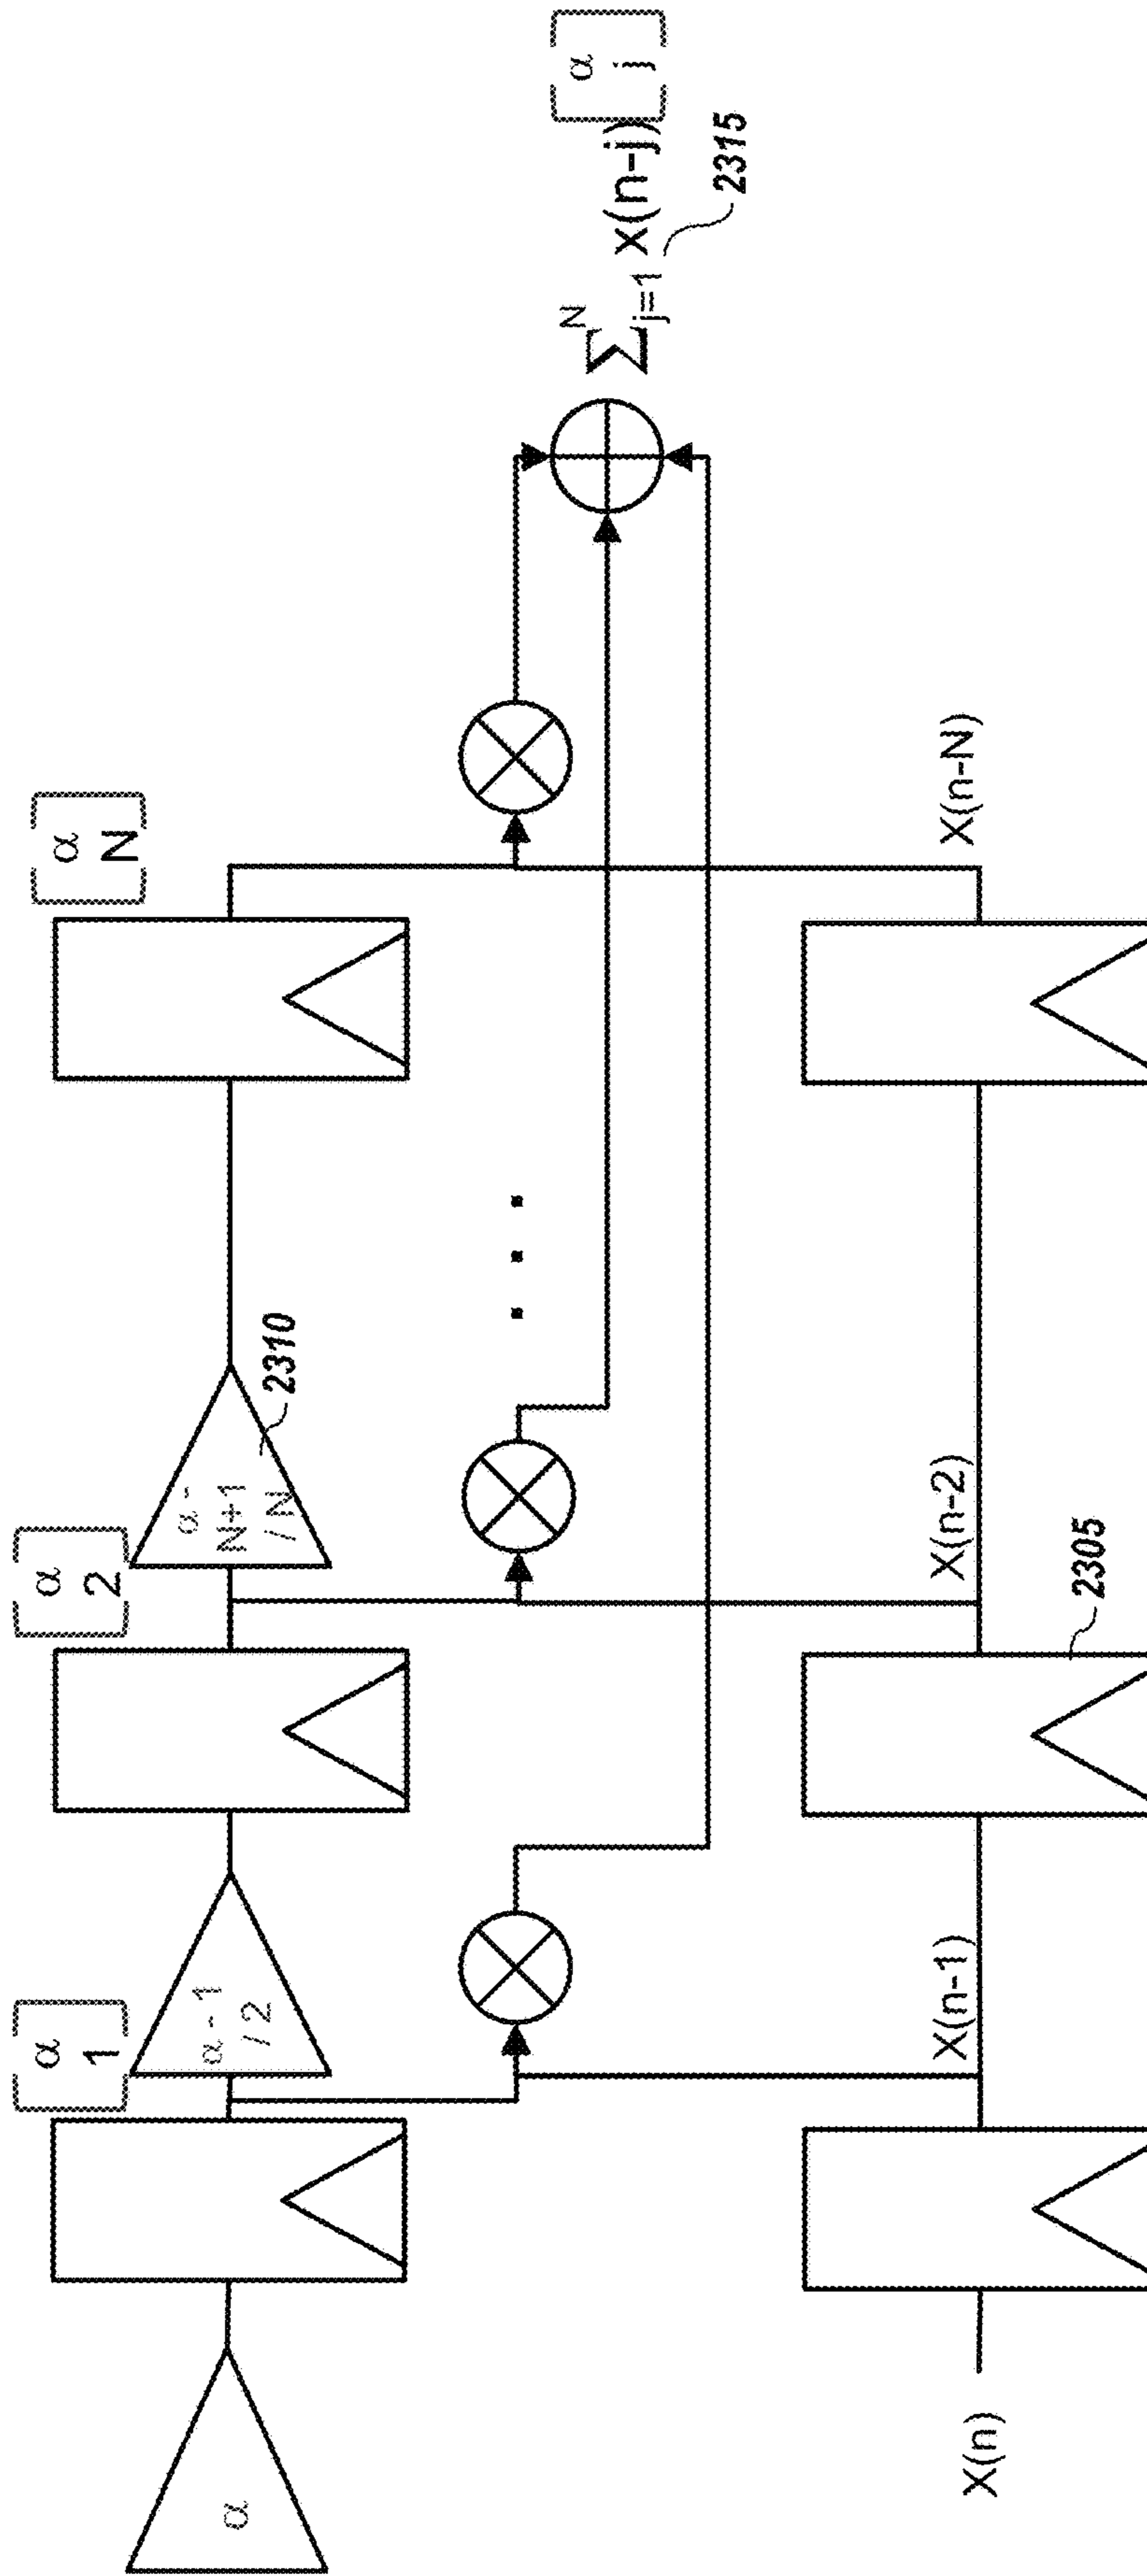 α
α
1
α - 1
/ 2
α
2
α -
N+1
/ N
2310
α
N
N
∑
j=1
X(n-j)
α
j
2315
X(n)
X(n-1)
X(n-2)
2305
X(n-N)